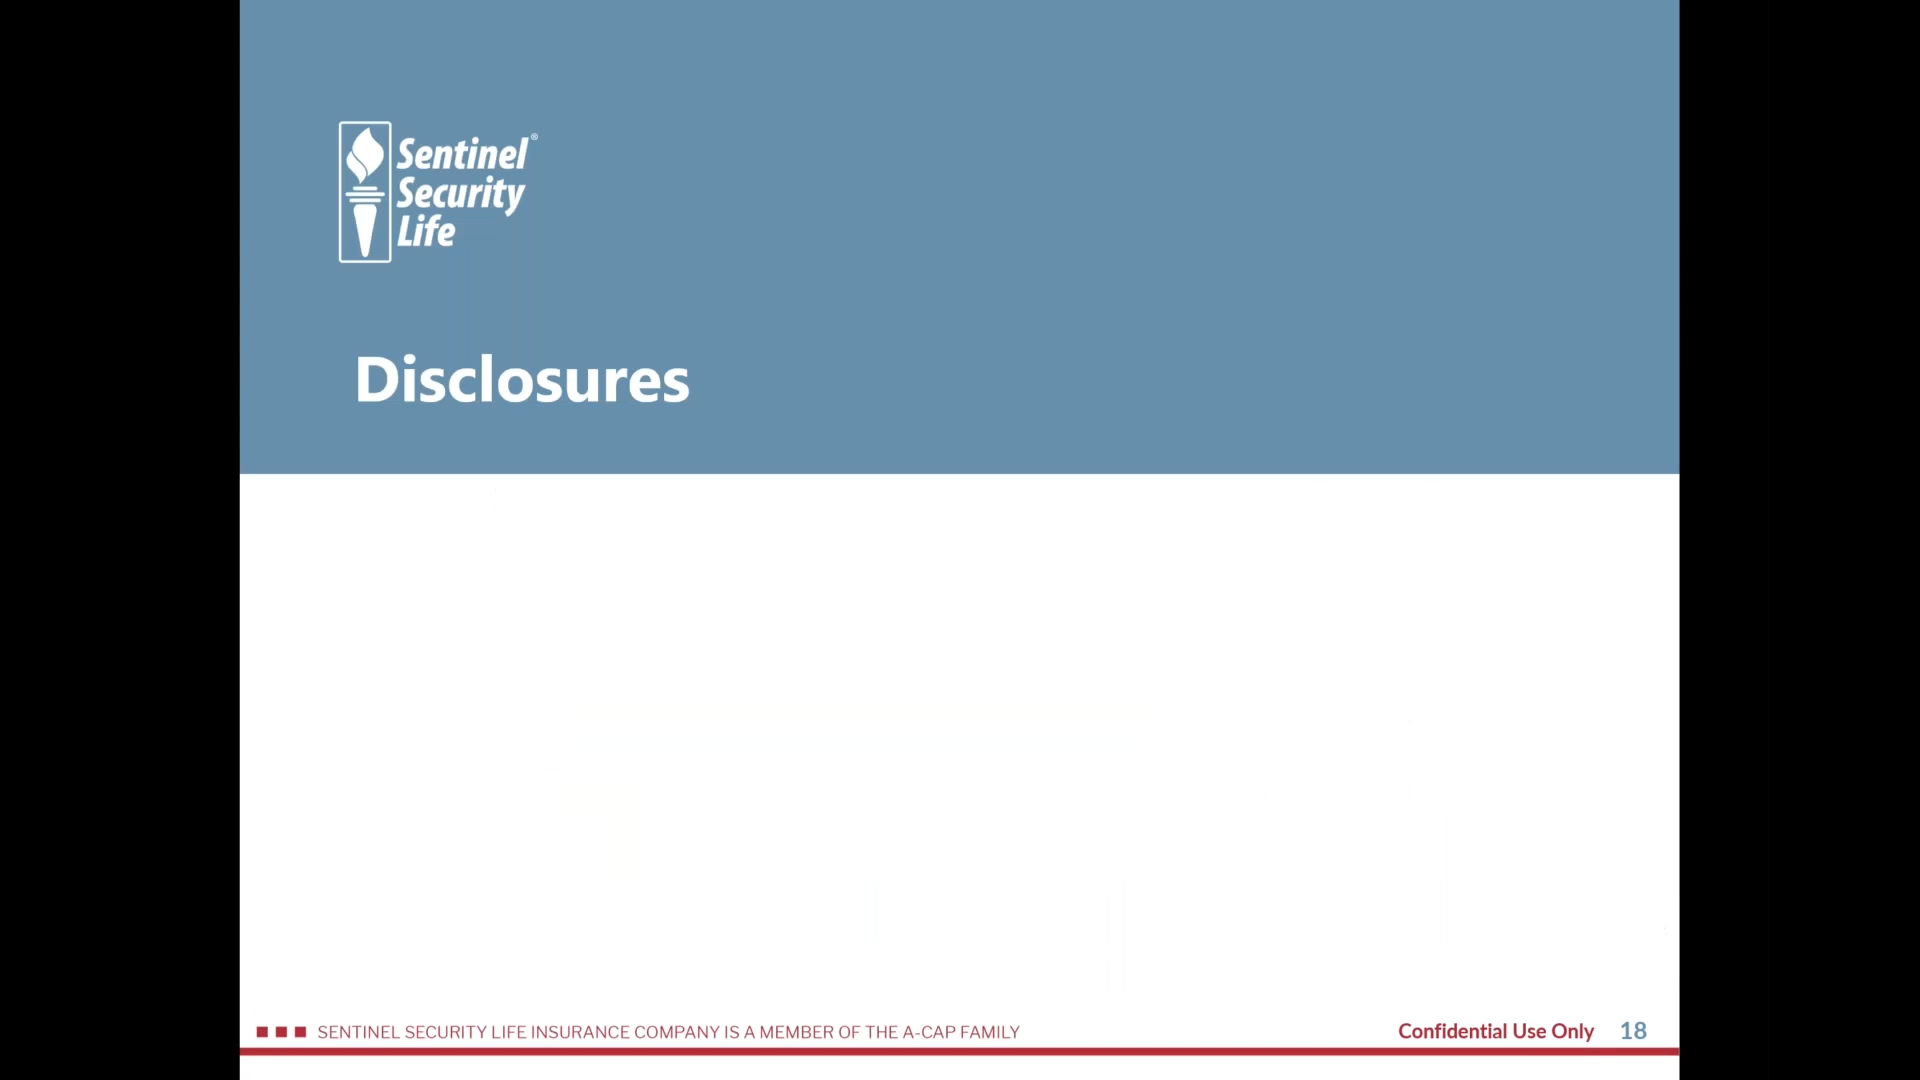 Sentinel®
Security
Life
Disclosures
SENTINEL SECURITY LIFE INSURANCE COMPANY IS A MEMBER OF THE A-CAP FAMILY
Confidential Use Only 18